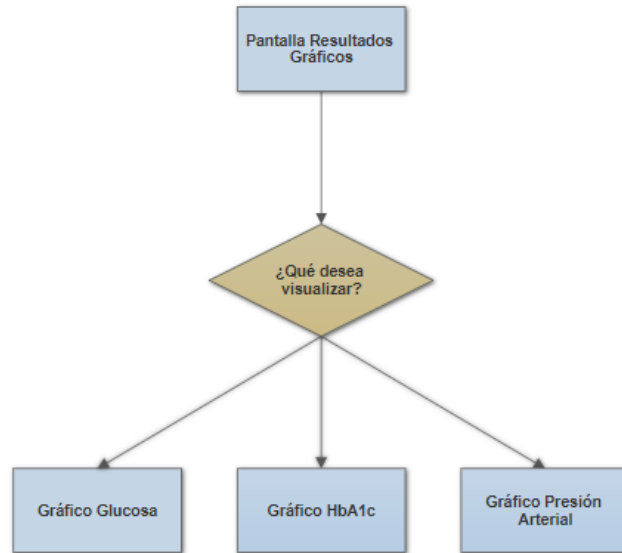 Pantalla Resultados
Gráficos
¿Qué desea
visualizar?
Gráfico Glucosa
Gráfico HbA1c
Gráfico Presión
Arterial